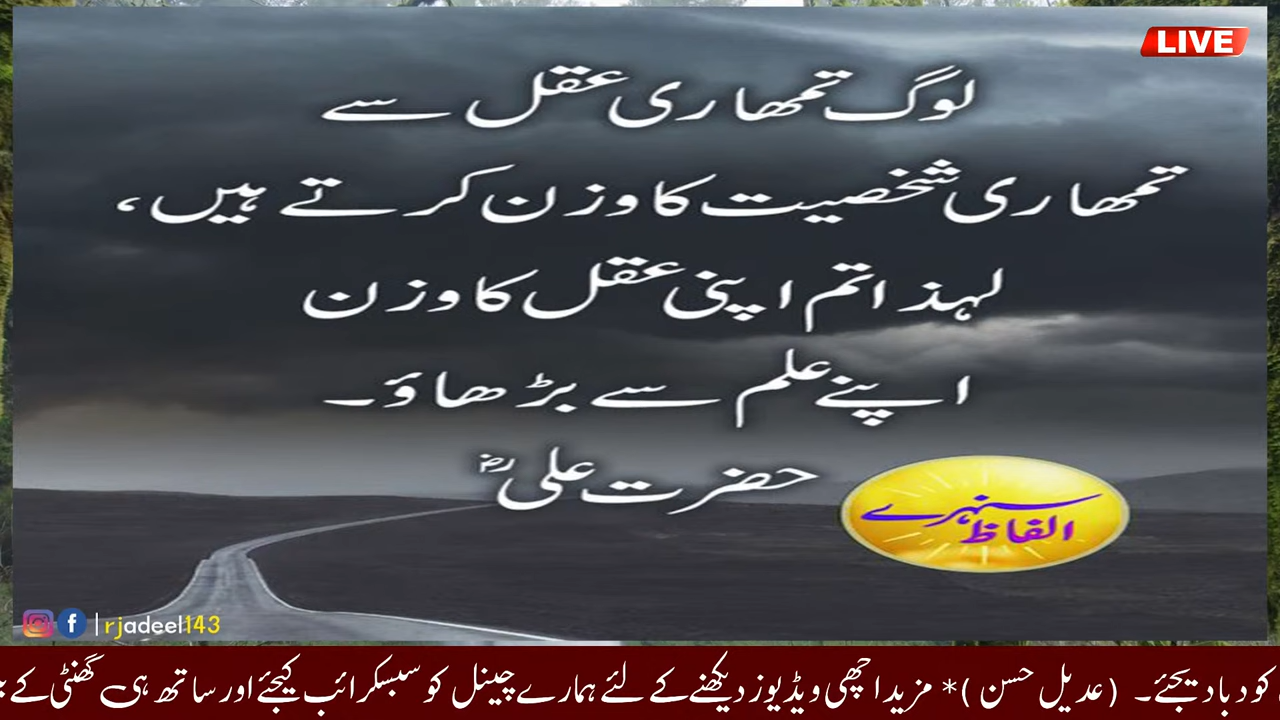 LIVE
لوگ تمھاری عقل سے
تمھاری شخصیت کا وزن کرتے ہیں،
لہذا تم اپنی عقل کا وزن
اپنے علم سے بڑھاؤ۔
حضرت علیؓ
سنہرے
الفاظ
rjadeel143
کو دبا دیجئے۔ (عدیل حسن)* مزید اچھی ویڈیوز دیکھنے کے لئے ہمارے چینل کو سبسکرائب کیجئے اور ساتھ ہی گھنٹی کے